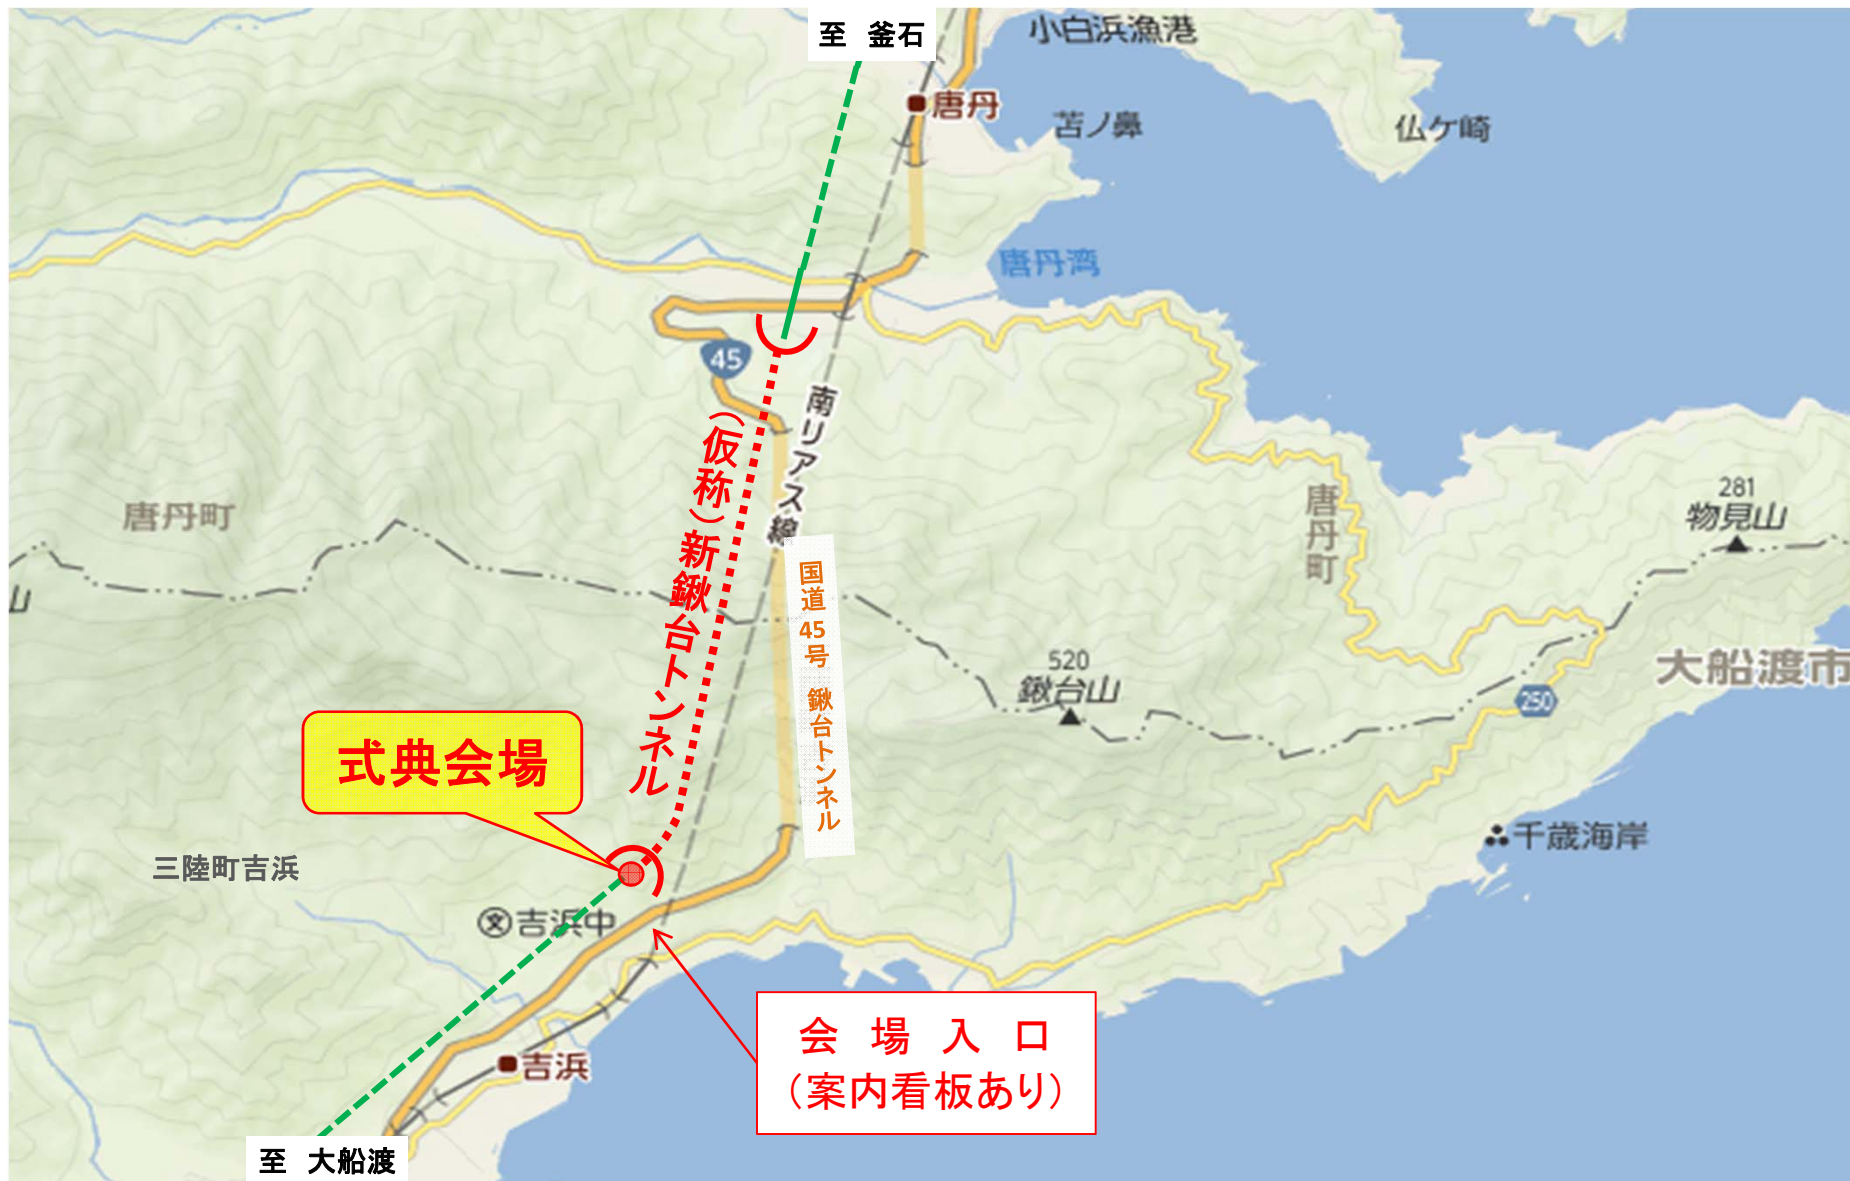 至　釜石
小白浜漁港
唐丹
苫ノ鼻
仏ケ崎
唐丹湾
45
南リアス線
（仮称）新鍬台トンネル
唐丹町
唐丹町
281
物見山
山
国道45号　鍬台トンネル
520
鍬台山
大船渡市
250
式典会場
千歳海岸
三陸町吉浜
文
吉浜中
会　場　入　口
（案内看板あり）
吉浜
至　大船渡